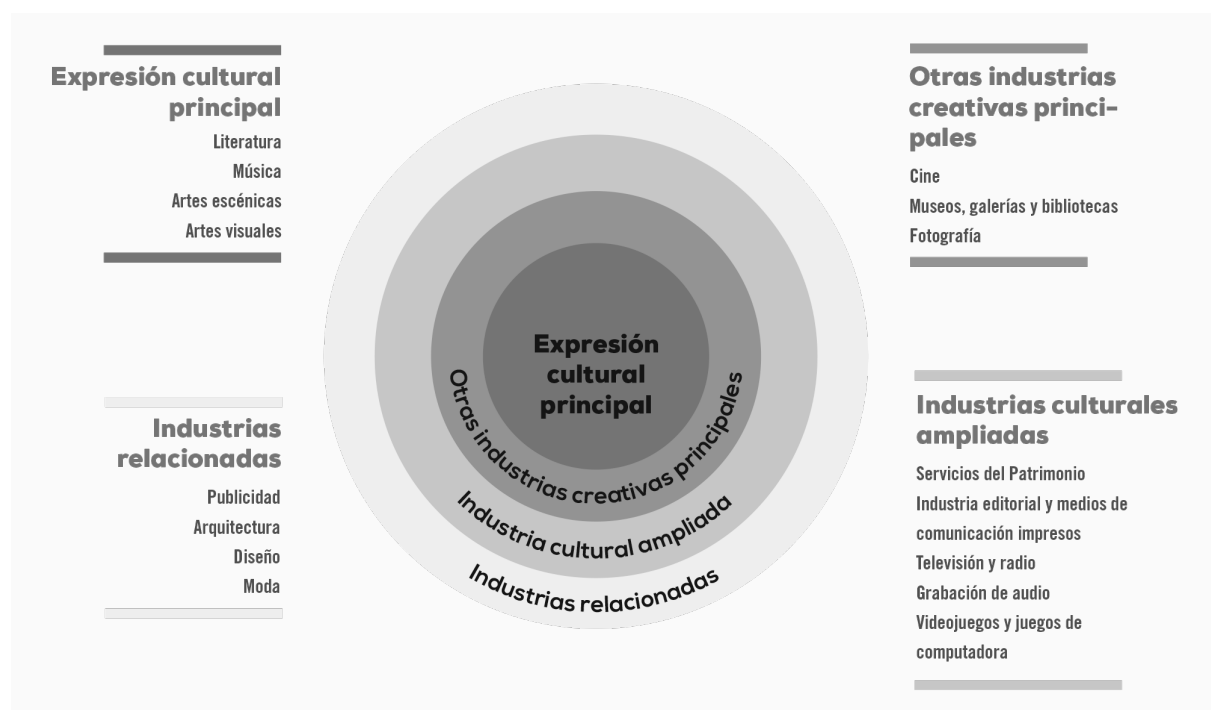 Expresión cultural
principal
Literatura
Música
Artes escénicas
Artes visuales
Otras industrias
creativas princi-
pales
Cine
Museos, galerías y bibliotecas
Fotografía
Expresión
cultural
principal
Otras industrias creativas principales
Industria cultural ampliada
Industrias relacionadas
Industrias
relacionadas
Publicidad
Arquitectura
Diseño
Moda
Industrias culturales
ampliadas
Servicios del Patrimonio
Industria editorial y medios de
comunicación impresos
Televisión y radio
Grabación de audio
Videojuegos y juegos de
computadora